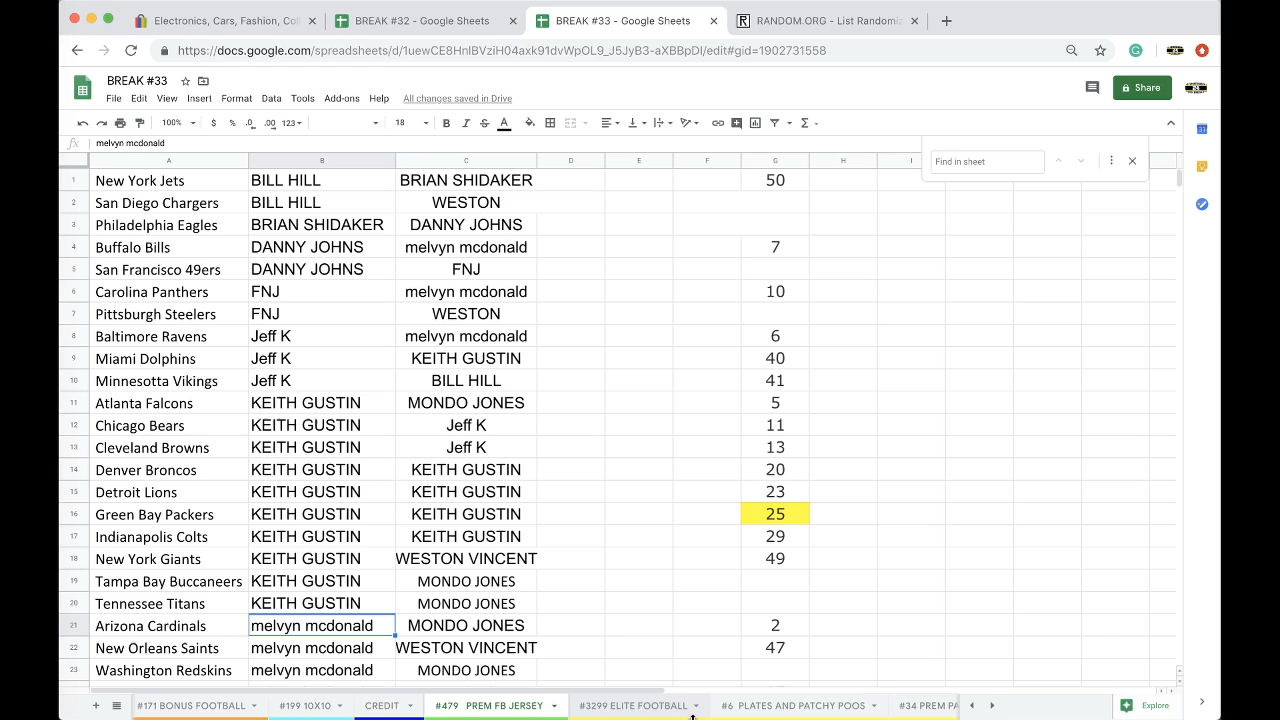 Electronics, Cars, Fashion, Col
BREAK #32 - Google Sheets
BREAK #33 - Google Sheets
RANDOM.ORG - List Randomiz
https://docs.google.com/spreadsheets/d/1uewCE8HnIBVziH04axk91dvWpOL9_J5JyB3-aXBBpDI/edit#gid=1902731558
BREAK #33
File Edit View Insert Format Data Tools Add-ons Help All changes saved in Drive
Share
100% $ % .0 .00 123 18 B I S A
fx melvyn mcdonald
Find in sheet
A B C D E F G H I
1 New York Jets BILL HILL BRIAN SHIDAKER 50
2 San Diego Chargers BILL HILL WESTON
3 Philadelphia Eagles BRIAN SHIDAKER DANNY JOHNS
4 Buffalo Bills DANNY JOHNS melvyn mcdonald 7
5 San Francisco 49ers DANNY JOHNS FNJ
6 Carolina Panthers FNJ melvyn mcdonald 10
7 Pittsburgh Steelers FNJ WESTON
8 Baltimore Ravens Jeff K melvyn mcdonald 6
9 Miami Dolphins Jeff K KEITH GUSTIN 40
10 Minnesotta Vikings Jeff K BILL HILL 41
11 Atlanta Falcons KEITH GUSTIN MONDO JONES 5
12 Chicago Bears KEITH GUSTIN Jeff K 11
13 Cleveland Browns KEITH GUSTIN Jeff K 13
14 Denver Broncos KEITH GUSTIN KEITH GUSTIN 20
15 Detroit Lions KEITH GUSTIN KEITH GUSTIN 23
16 Green Bay Packers KEITH GUSTIN KEITH GUSTIN 25
17 Indianapolis Colts KEITH GUSTIN KEITH GUSTIN 29
18 New York Giants KEITH GUSTIN WESTON VINCENT 49
19 Tampa Bay Buccaneers KEITH GUSTIN MONDO JONES
20 Tennessee Titans KEITH GUSTIN MONDO JONES
21 Arizona Cardinals melvyn mcdonald MONDO JONES 2
22 New Orleans Saints melvyn mcdonald WESTON VINCENT 47
23 Washington Redskins melvyn mcdonald MONDO JONES
#171 BONUS FOOTBALL #199 10X10 CREDIT #479 PREM FB JERSEY #3299 ELITE FOOTBALL #6 PLATES AND PATCHY POOS #34 PREM PA Explore